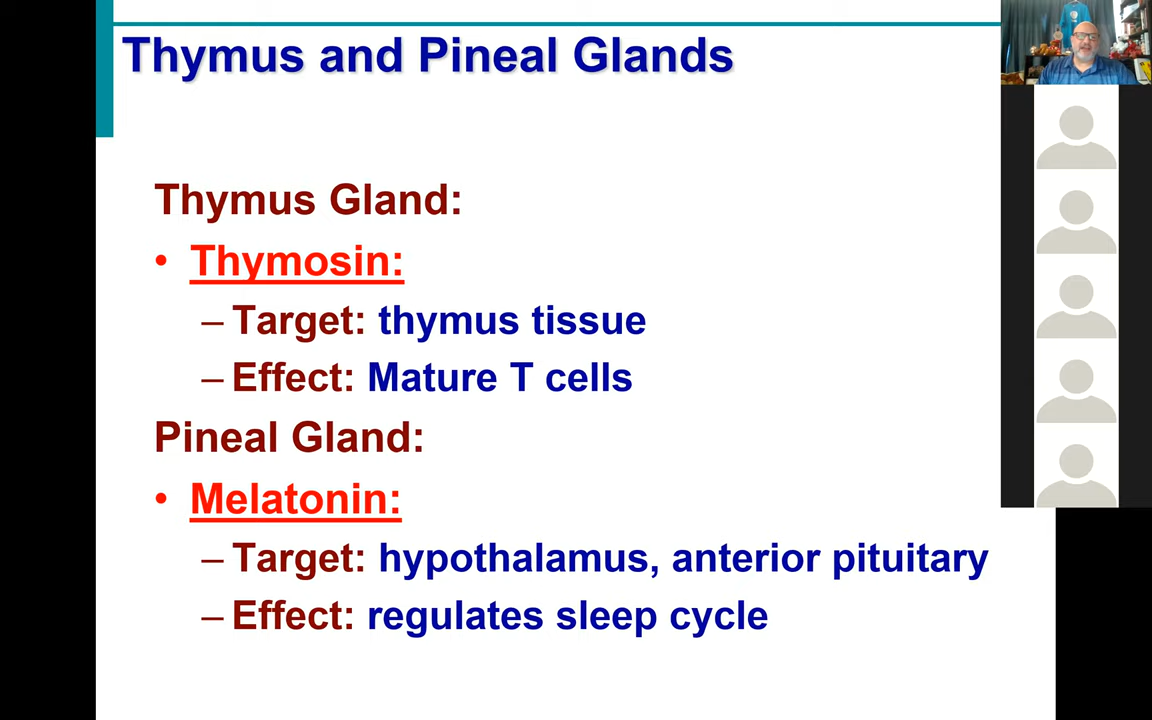 Thymus and Pineal Glands
Thymus Gland:
• Thymosin:
– Target: thymus tissue
– Effect: Mature T cells
Pineal Gland:
• Melatonin:
– Target: hypothalamus, anterior pituitary
– Effect: regulates sleep cycle